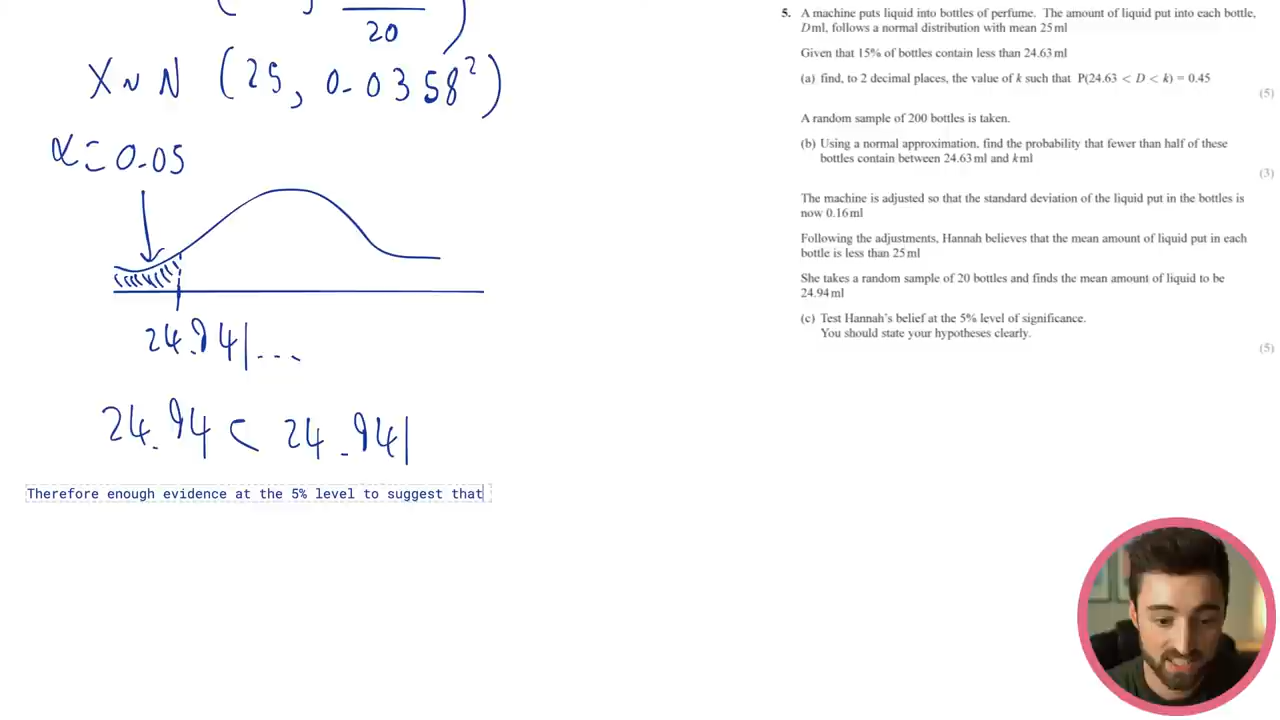 20
X ~ N (25, 0.0358²)
α = 0.05
24.941...
24.94 < 24.941
Therefore enough evidence at the 5% level to suggest that
5. A machine puts liquid into bottles of perfume. The amount of liquid put into each bottle,
D ml, follows a normal distribution with mean 25 ml
Given that 15% of bottles contain less than 24.63 ml
(a) find, to 2 decimal places, the value of k such that P(24.63 < D < k) = 0.45
(5)
A random sample of 200 bottles is taken.
(b) Using a normal approximation, find the probability that fewer than half of these
bottles contain between 24.63 ml and k ml
(3)
The machine is adjusted so that the standard deviation of the liquid put in the bottles is
now 0.16 ml
Following the adjustments, Hannah believes that the mean amount of liquid put in each
bottle is less than 25 ml
She takes a random sample of 20 bottles and finds the mean amount of liquid to be
24.94 ml
(c) Test Hannah's belief at the 5% level of significance.
You should state your hypotheses clearly.
(5)